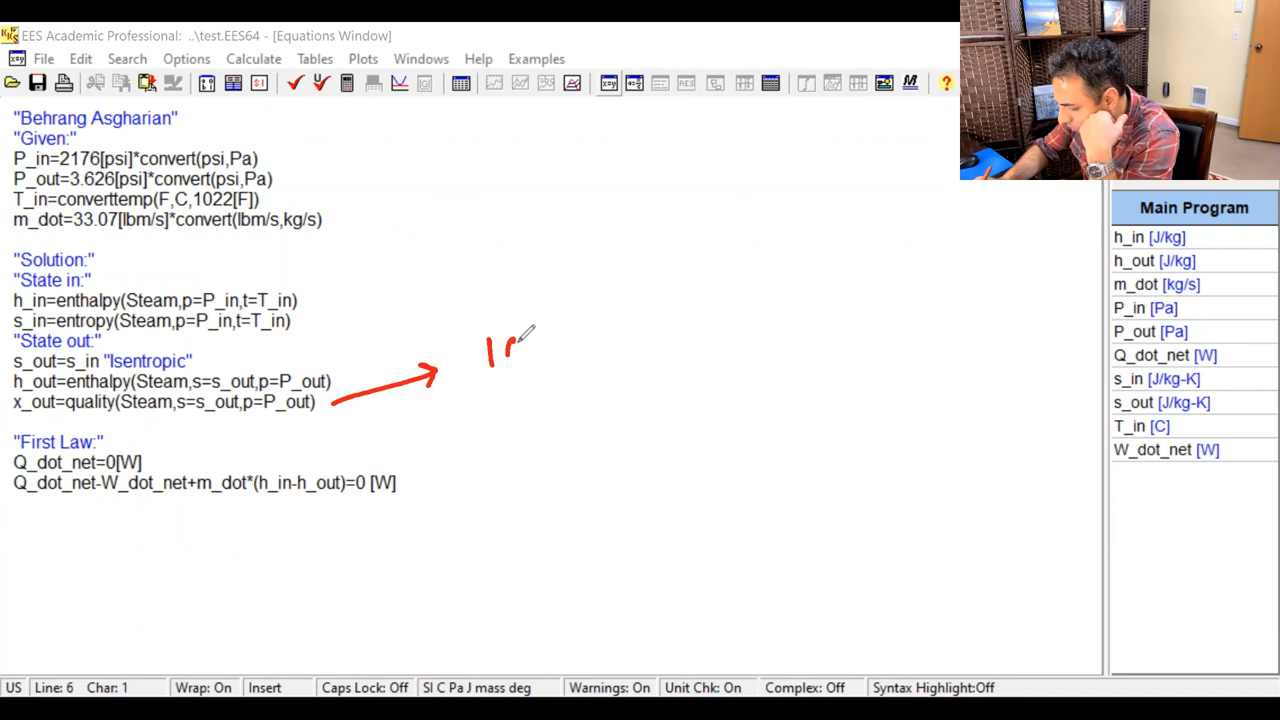 EES Academic Professional: ..\test.EES64 - [Equations Window]
File Edit Search Options Calculate Tables Plots Windows Help Examples
"Behrang Asgharian"
"Given:"
P_in=2176[psi]*convert(psi,Pa)
P_out=3.626[psi]*convert(psi,Pa)
T_in=converttemp(F,C,1022[F])
m_dot=33.07[lbm/s]*convert(lbm/s,kg/s)
"Solution:"
"State in:"
h_in=enthalpy(Steam,p=P_in,t=T_in)
s_in=entropy(Steam,p=P_in,t=T_in)
"State out:"
s_out=s_in "Isentropic"
h_out=enthalpy(Steam,s=s_out,p=P_out)
x_out=quality(Steam,s=s_out,p=P_out)
"First Law:"
Q_dot_net=0[W]
Q_dot_net-W_dot_net+m_dot*(h_in-h_out)=0 [W]
Main Program
h_in [J/kg]
h_out [J/kg]
m_dot [kg/s]
P_in [Pa]
P_out [Pa]
Q_dot_net [W]
s_in [J/kg-K]
s_out [J/kg-K]
T_in [C]
W_dot_net [W]
US Line: 6 Char: 1 Wrap: On Insert Caps Lock: Off SI C Pa J mass deg Warnings: On Unit Chk: On Complex: Off Syntax Highlight:Off